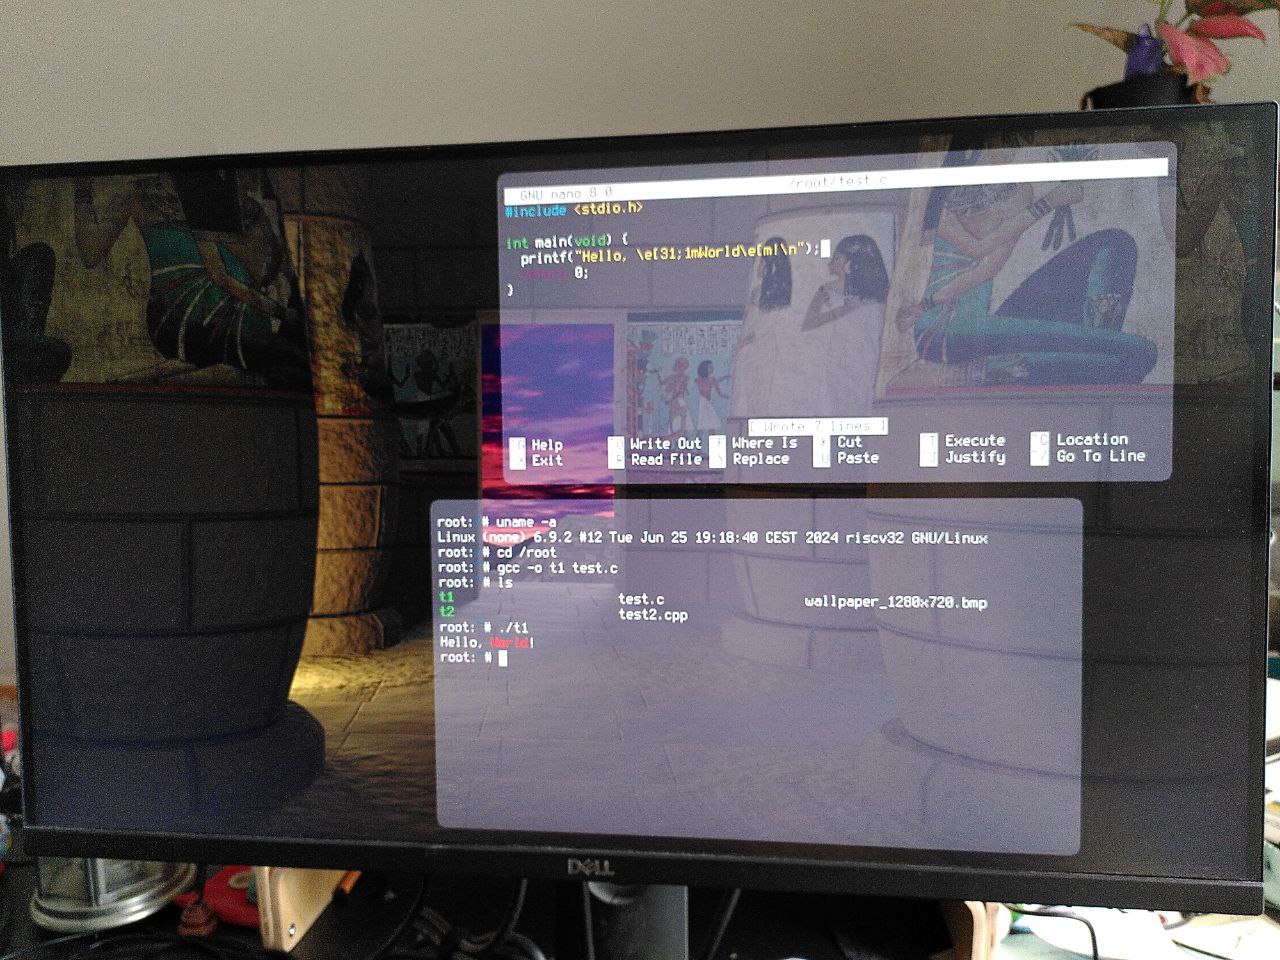 GNU nano 8.0 /root/test.c
#include <stdio.h>
int main(void) {
printf("Hello, \e[31;1mWorld\e[m!\n");
return 0;
}
[ Wrote 7 lines ]
^G Help ^O Write Out ^F Where Is ^K Cut ^T Execute ^C Location
^X Exit ^R Read File ^\ Replace ^U Paste ^J Justify ^/ Go To Line
root: # uname -a
Linux (none) 6.9.2 #12 Tue Jun 25 19:18:40 CEST 2024 riscv32 GNU/Linux
root: # cd /root
root: # gcc -o t1 test.c
root: # ls
t1 test.c wallpaper_1280x720.bmp
t2 test2.cpp
root: # ./t1
Hello, World!
root: #
DELL